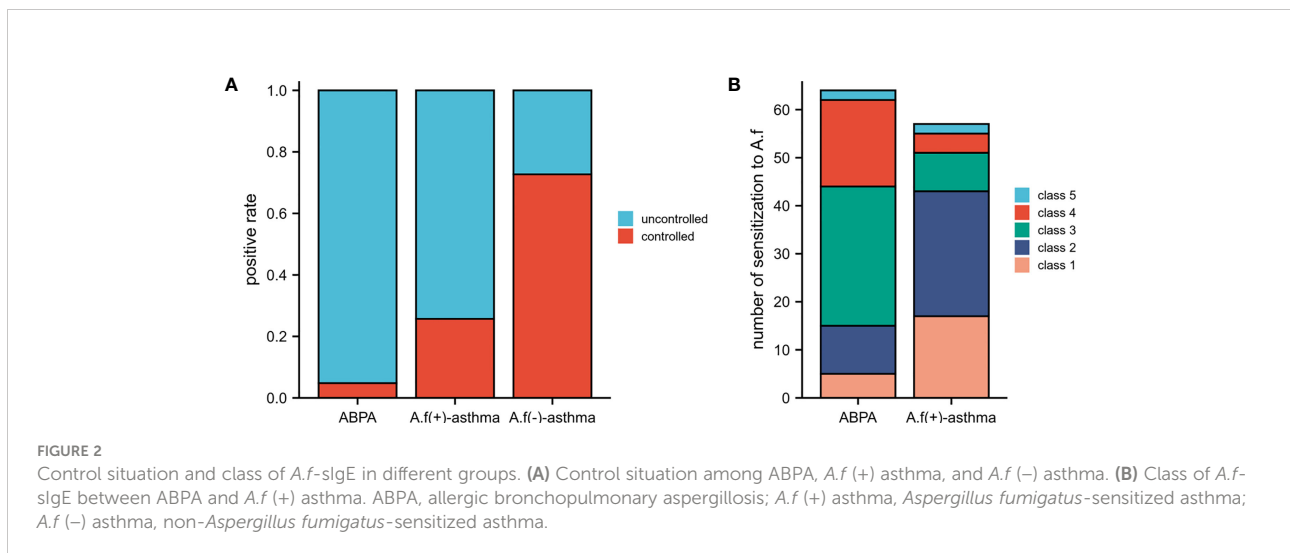 A
positive rate
1.0
0.8
0.6
0.4
0.2
0.0
ABPA A.f(+)-asthma A.f(-)-asthma
uncontrolled
controlled
B
number of sensitization to A.f
60
50
40
30
20
10
0
ABPA A.f(+)-asthma
class 5
class 4
class 3
class 2
class 1
FIGURE 2
Control situation and class of A.f-sIgE in different groups. (A) Control situation among ABPA, A.f (+) asthma, and A.f (−) asthma. (B) Class of A.f-
sIgE between ABPA and A.f (+) asthma. ABPA, allergic bronchopulmonary aspergillosis; A.f (+) asthma, Aspergillus fumigatus-sensitized asthma;
A.f (−) asthma, non-Aspergillus fumigatus-sensitized asthma.